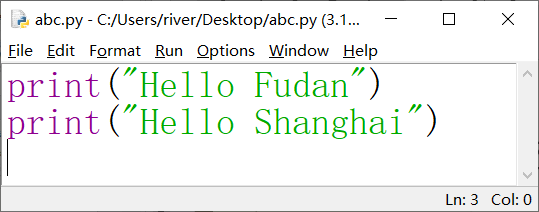 abc.py - C:/Users/river/Desktop/abc.py (3.1...
File Edit Format Run Options Window Help
print("Hello Fudan")
print("Hello Shanghai")
Ln: 3 Col: 0